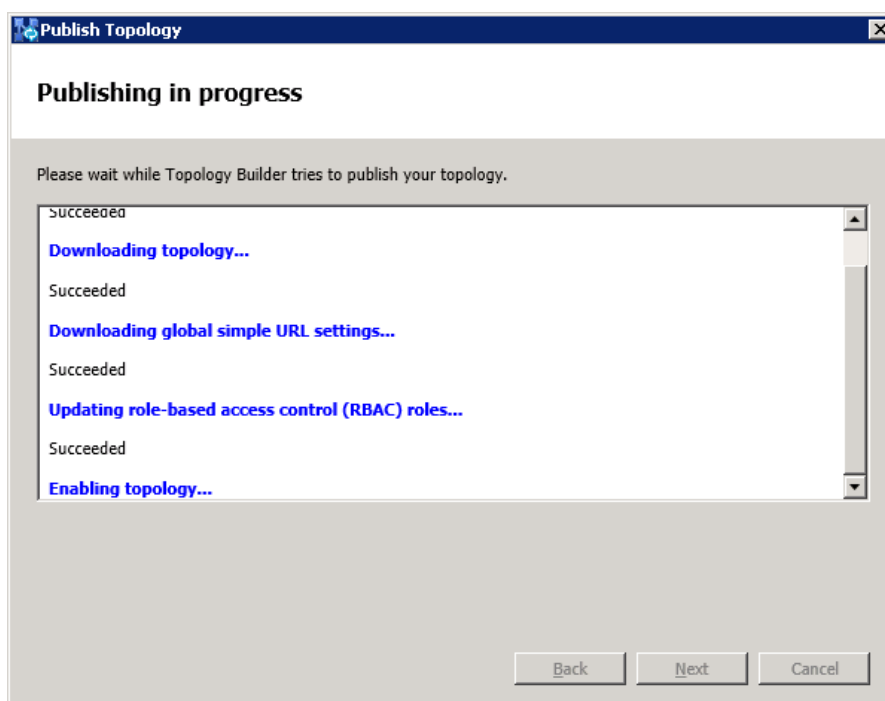 Publish Topology
Publishing in progress
Please wait while Topology Builder tries to publish your topology.
Succeeded
Downloading topology...
Succeeded
Downloading global simple URL settings...
Succeeded
Updating role-based access control (RBAC) roles...
Succeeded
Enabling topology...
Back
Next
Cancel